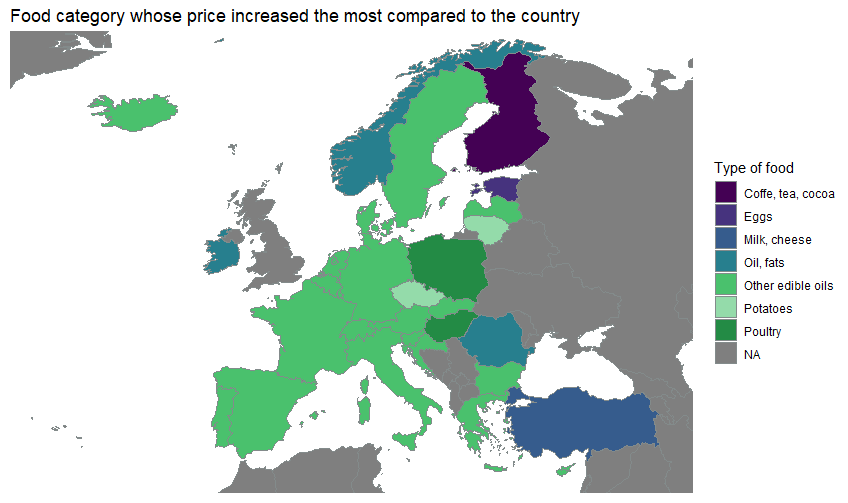 Food category whose price increased the most compared to the country
Type of food
Coffe, tea, cocoa
Eggs
Milk, cheese
Oil, fats
Other edible oils
Potatoes
Poultry
NA